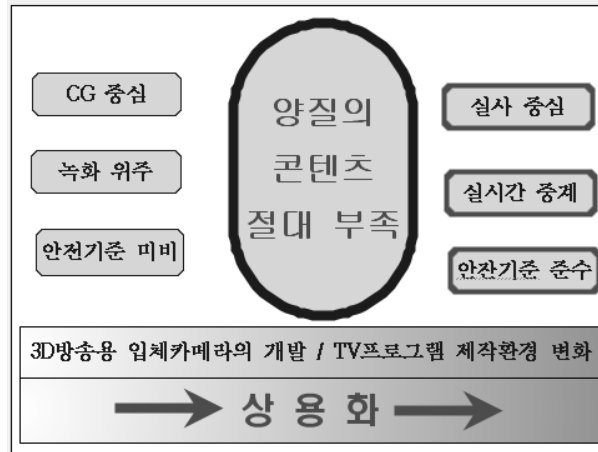 CG 중심
녹화 위주
안전기준 미비
양질의
콘텐츠
절대 부족
실사 중심
실시간 중계
안잔기준 준수
3D방송용 입체카메라의 개발 / TV프로그램 제작환경 변화
상 용 화